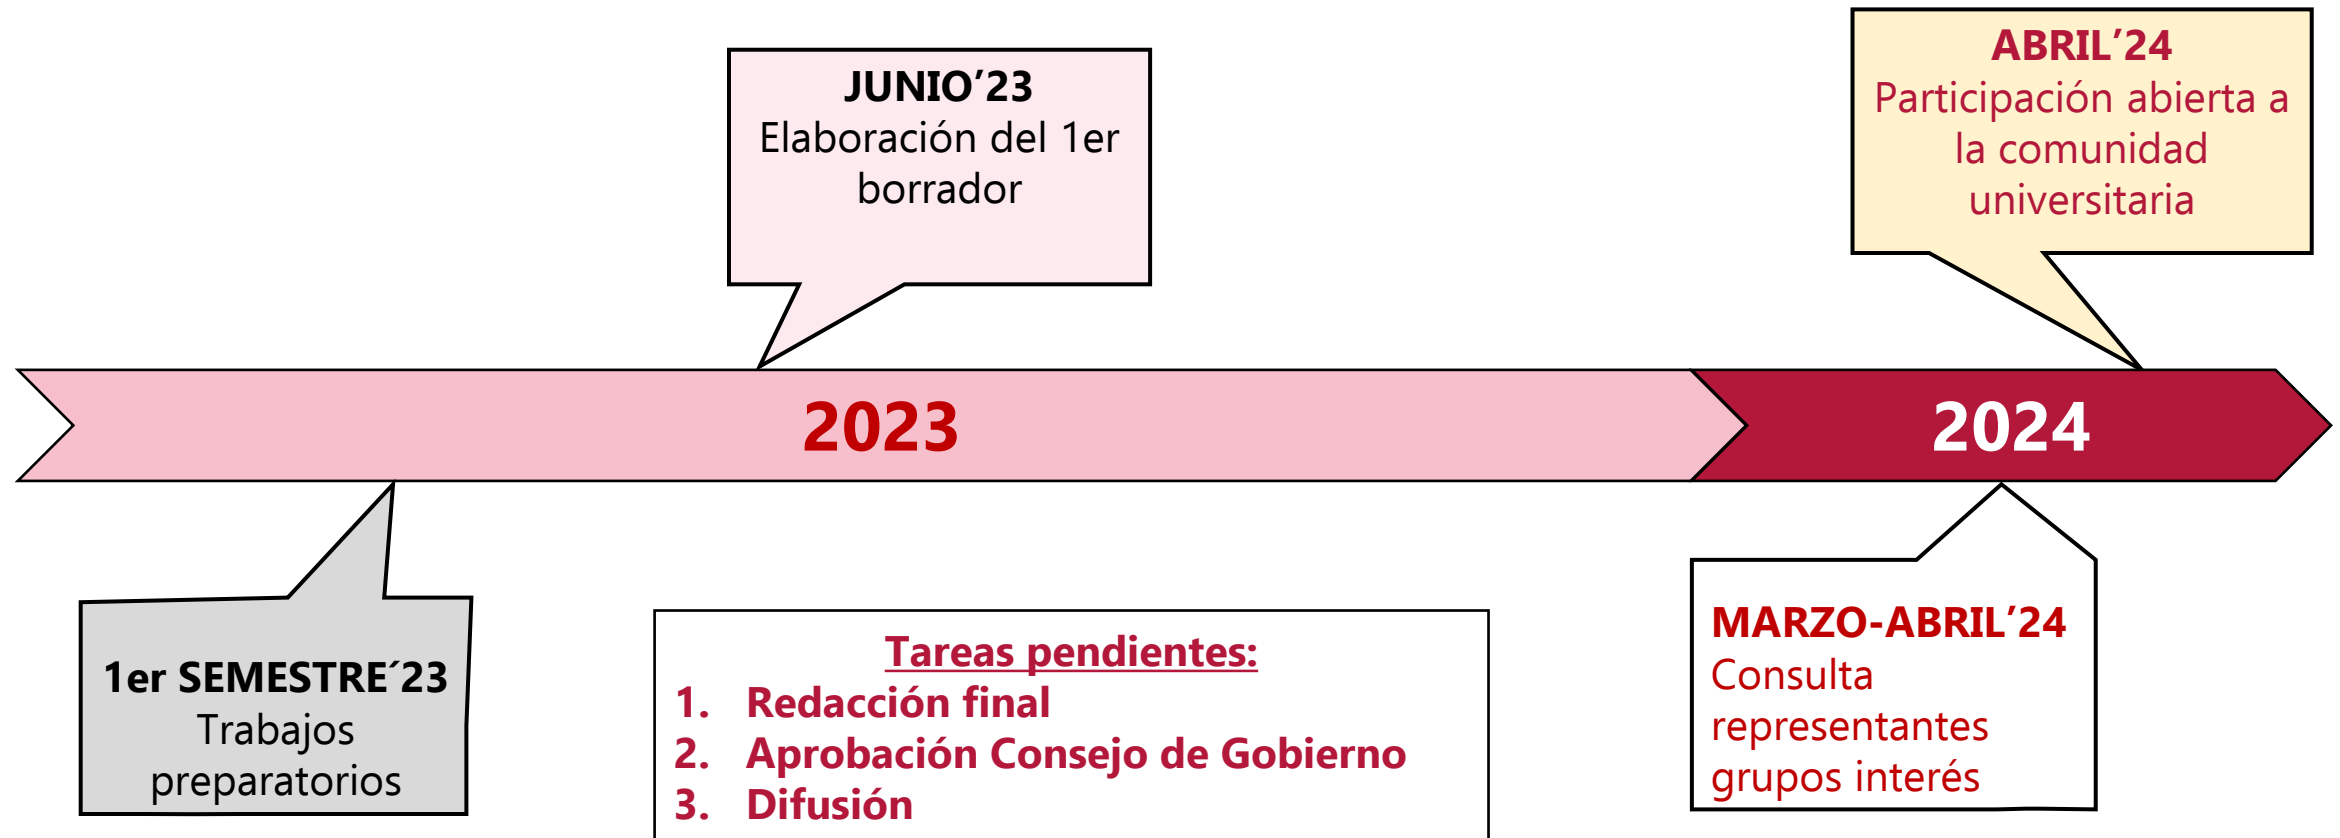 JUNIO’23
Elaboración del 1er
borrador
ABRIL’24
Participación abierta a
la comunidad
universitaria
2023
2024
1er SEMESTRE´23
Trabajos
preparatorios
Tareas pendientes:
1. Redacción final
2. Aprobación Consejo de Gobierno
3. Difusión
MARZO-ABRIL’24
Consulta
representantes
grupos interés